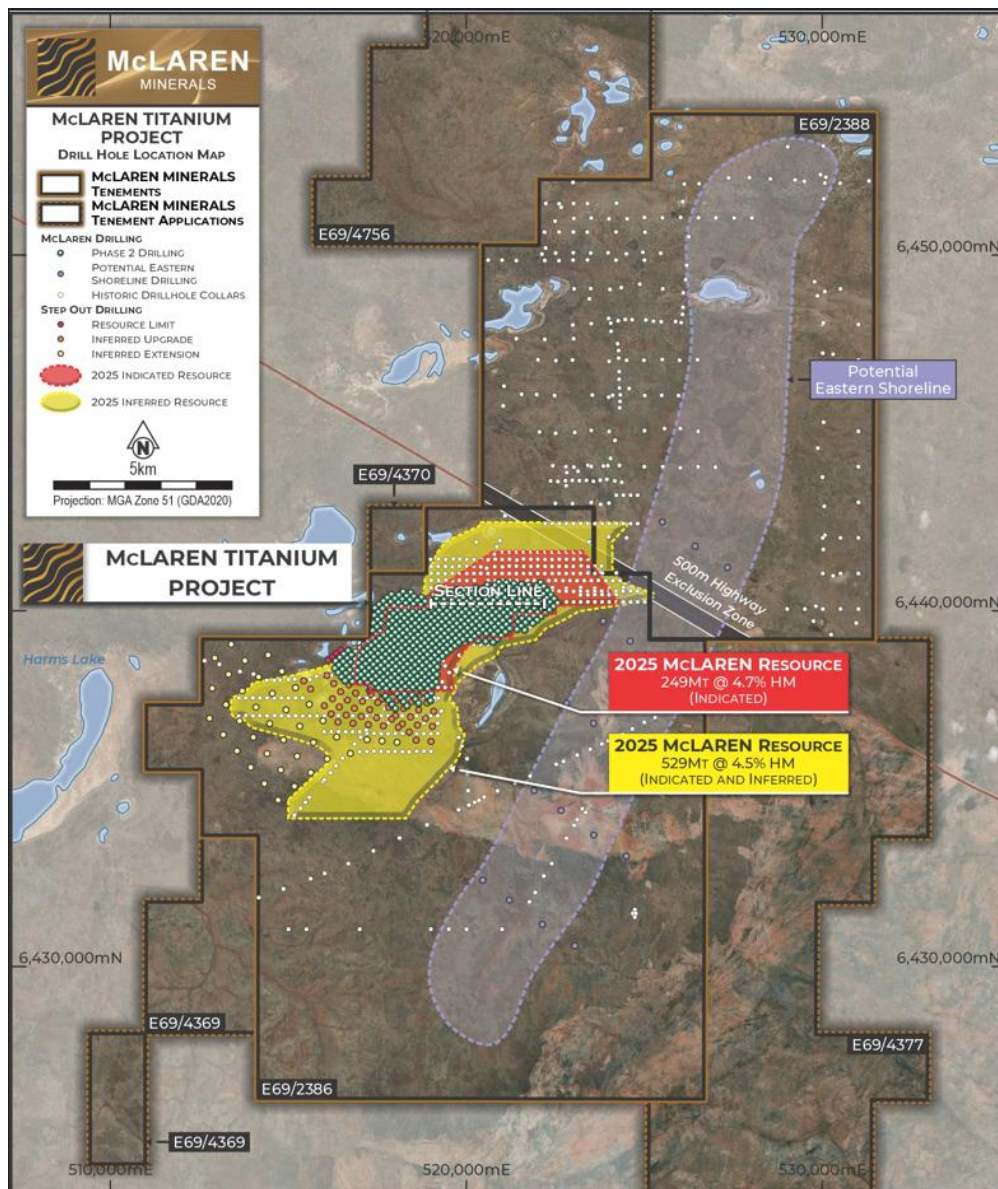 McLAREN
MINERALS
McLAREN TITANIUM
PROJECT
DRILL HOLE LOCATION MAP
McLAREN MINERALS
TENEMENTS
McLAREN MINERALS
TENEMENT APPLICATIONS
McLAREN DRILLING
PHASE 2 DRILLING
POTENTIAL EASTERN
SHORELINE DRILLING
HISTORIC DRILLHOLE COLLARS
STEP OUT DRILLING
RESOURCE LIMIT
INFERRED UPGRADE
INFERRED EXTENSION
2025 INDICATED RESOURCE
2025 INFERRED RESOURCE
N
5km
Projection: MGA Zone 51 (GDA2020)
520,000mE
530,000mE
E69/2388
E69/4756
6,450,000mN
Potential
Eastern Shoreline
E69/4370
McLAREN TITANIUM
PROJECT
SECTION LINE
500m Highway
Exclusion Zone
6,440,000mN
Harms Lake
2025 McLAREN RESOURCE
249MT @ 4.7% HM
(INDICATED)
2025 McLAREN RESOURCE
529MT @ 4.5% HM
(INDICATED AND INFERRED)
6,430,000mN
6,430,000mN
E69/4369
E69/4377
E69/2386
E69/4369
510,000mE
520,000mE
530,000mE